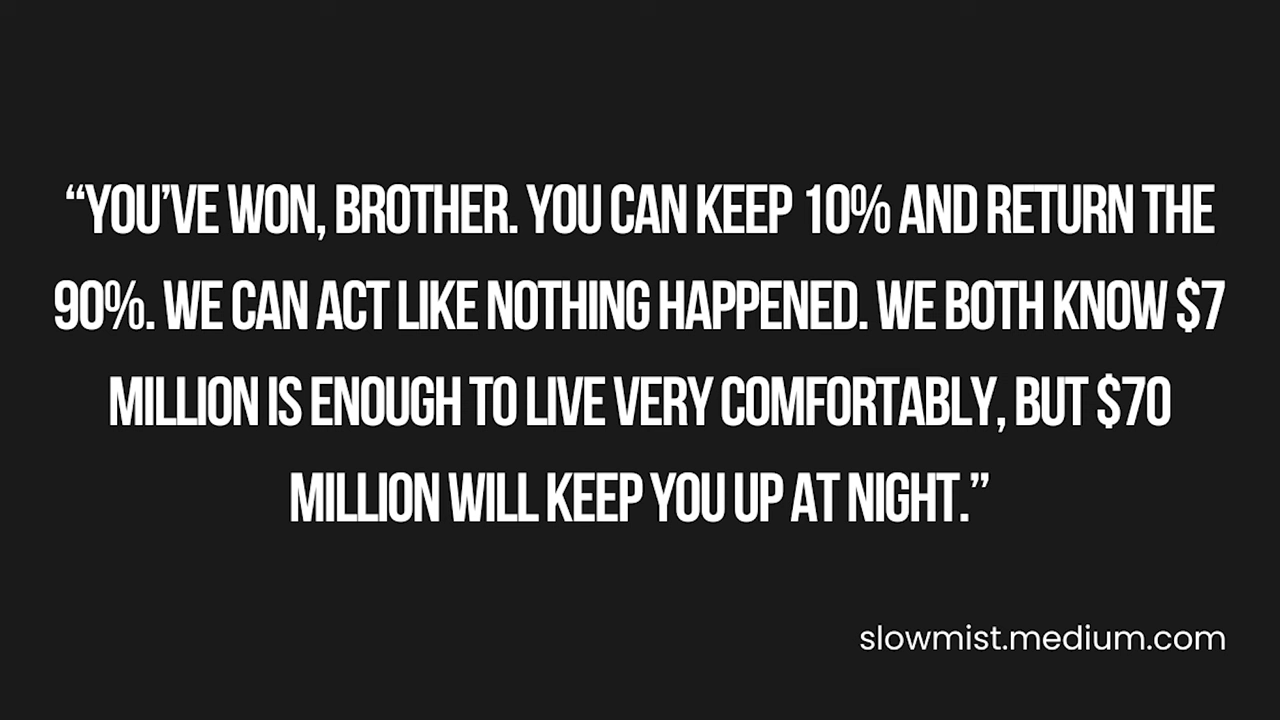 “YOU’VE WON, BROTHER. YOU CAN KEEP 10% AND RETURN THE
90%. WE CAN ACT LIKE NOTHING HAPPENED. WE BOTH KNOW $7
MILLION IS ENOUGH TO LIVE VERY COMFORTABLY, BUT $70
MILLION WILL KEEP YOU UP AT NIGHT.”
slowmist.medium.com